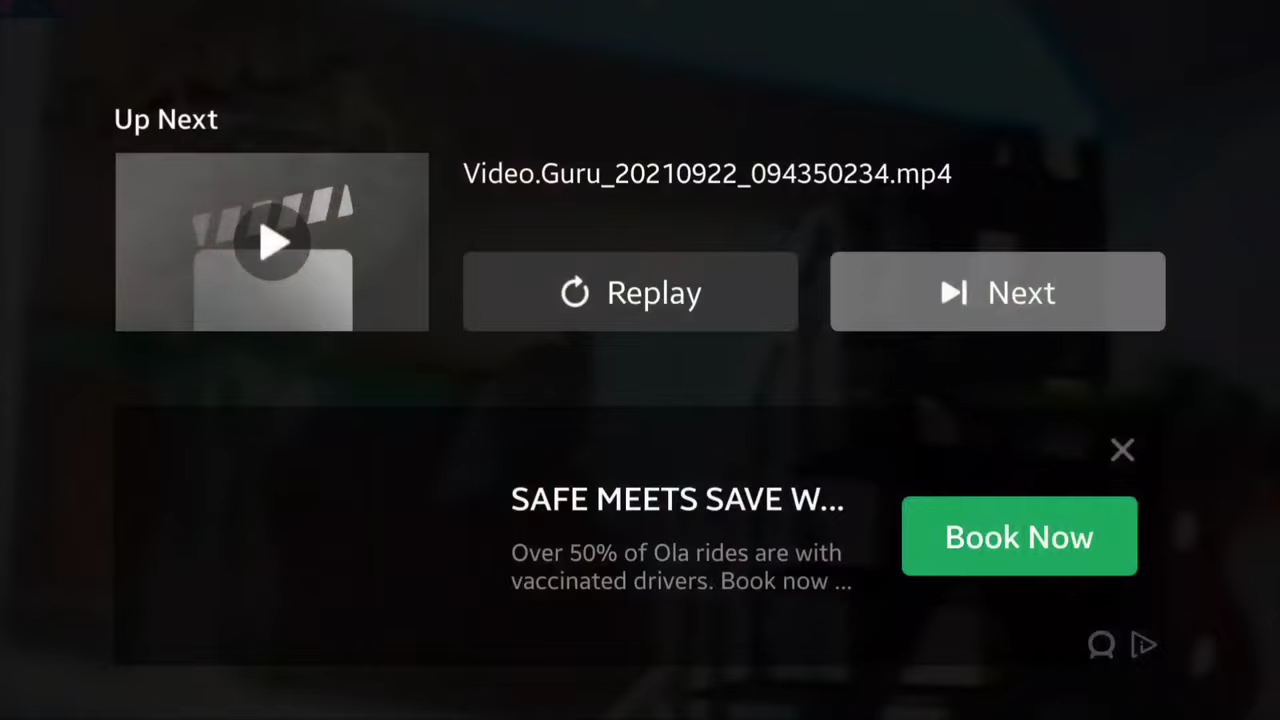 Up Next
Video.Guru_20210922_094350234.mp4
Replay
Next
SAFE MEETS SAVE W...
Over 50% of Ola rides are with
vaccinated drivers. Book now ...
Book Now